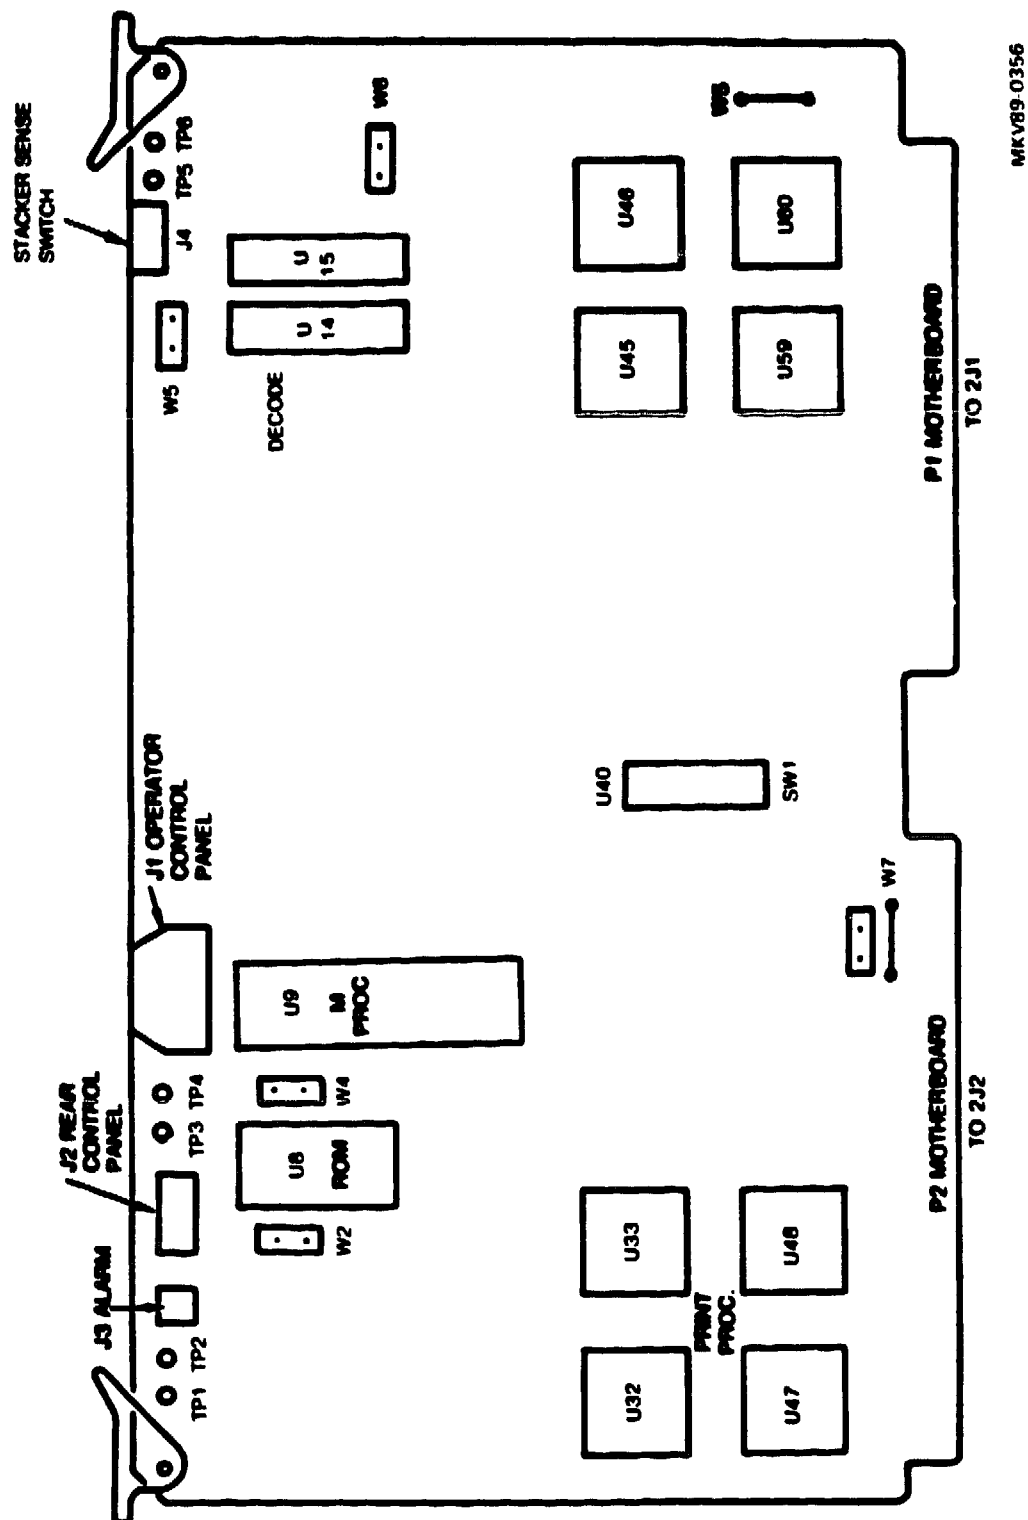 J3 ALARM
J2 REAR
CONTROL
PANEL
J1 OPERATOR
CONTROL
PANEL
STACKER SENSE
SWITCH
TP1 TP2
TP3 TP4
J4
TP5 TP6
W5
W2
U8
ROM
W4
U9
M
PROC
DECODE
U
14
U
15
W6
U32
U33
U40
SW1
U45
U46
PRINT
PROC.
U47
U48
U59
U60
W7
P2 MOTHERBOARD
TO 2J2
P1 MOTHERBOARD
TO 2J1
MKV89-0356